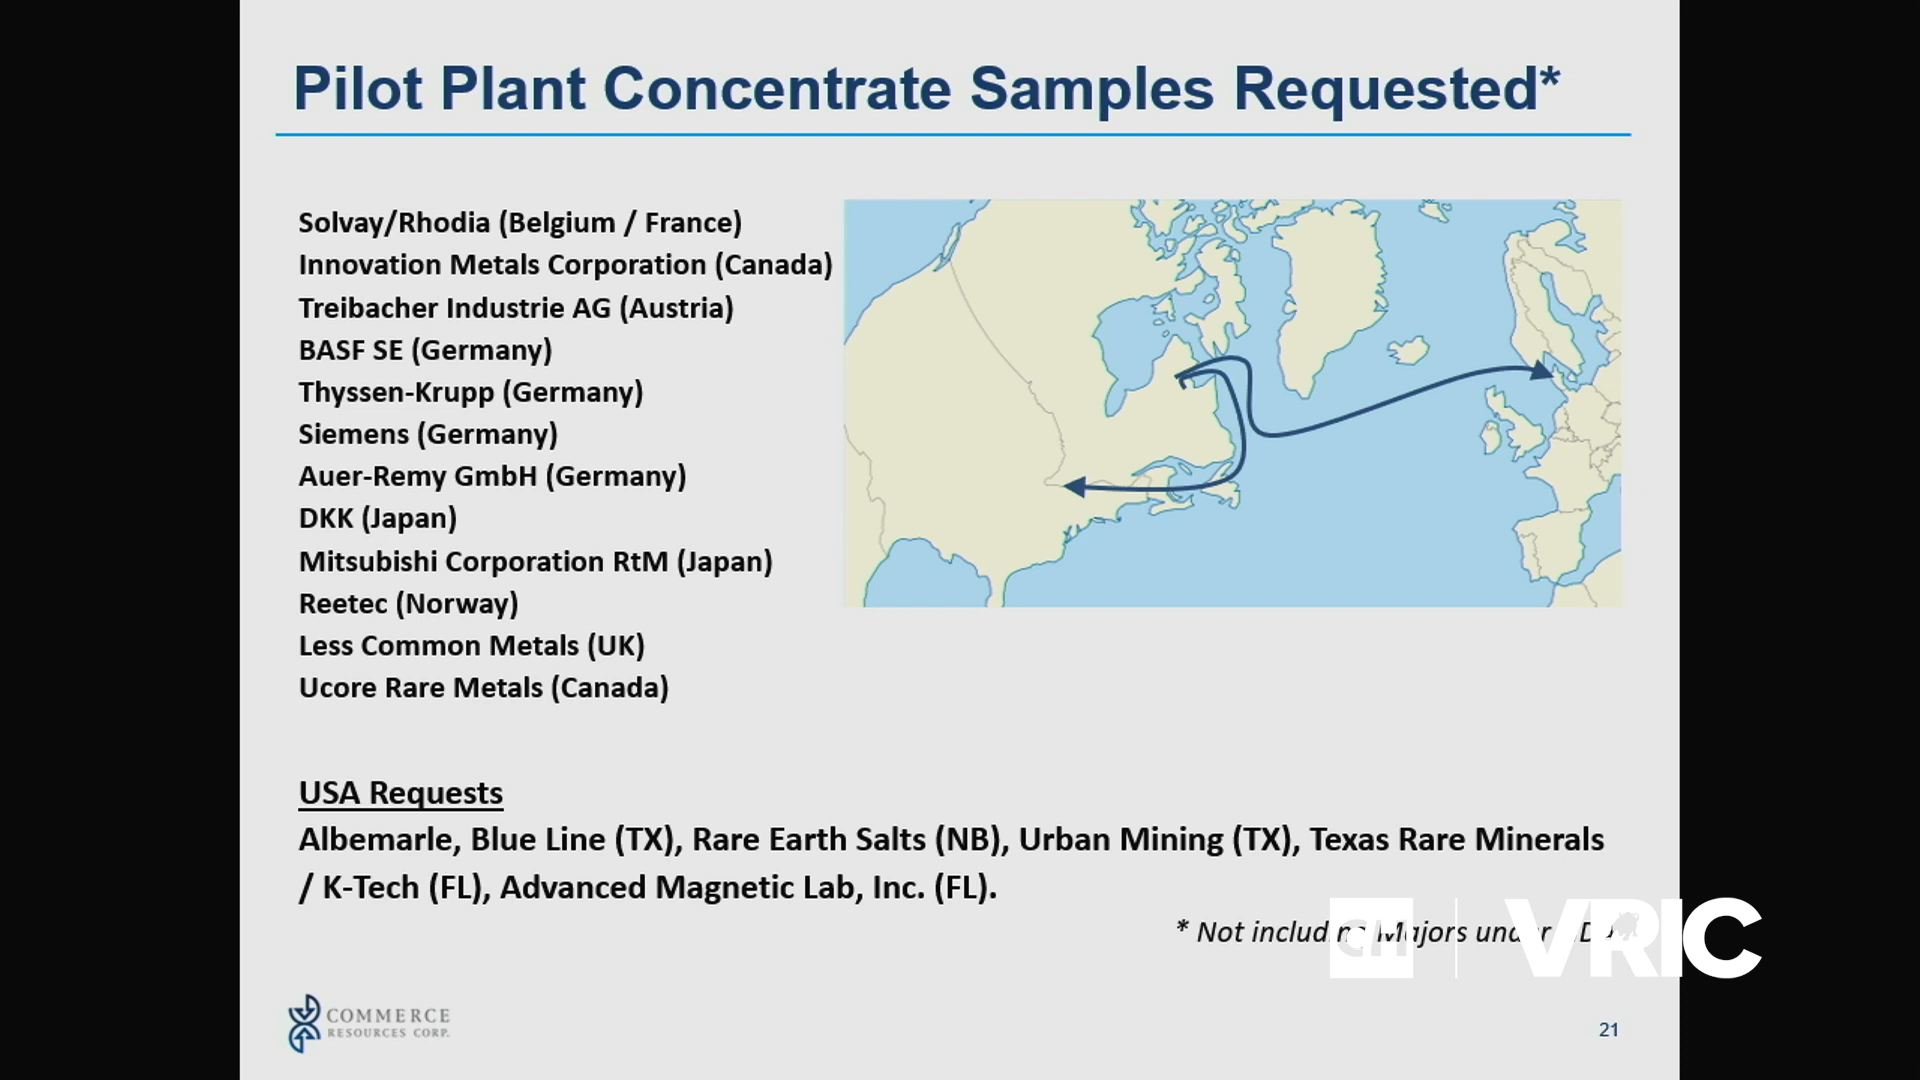 Pilot Plant Concentrate Samples Requested*
Solvay/Rhodia (Belgium / France)
Innovation Metals Corporation (Canada)
Treibacher Industrie AG (Austria)
BASF SE (Germany)
Thyssen-Krupp (Germany)
Siemens (Germany)
Auer-Remy GmbH (Germany)
DKK (Japan)
Mitsubishi Corporation RtM (Japan)
Reetec (Norway)
Less Common Metals (UK)
Ucore Rare Metals (Canada)
USA Requests
Albemarle, Blue Line (TX), Rare Earth Salts (NB), Urban Mining (TX), Texas Rare Minerals
/ K-Tech (FL), Advanced Magnetic Lab, Inc. (FL).
* Not including Majors under
VRIC
COMMERCE
RESOURCES CORP.
21